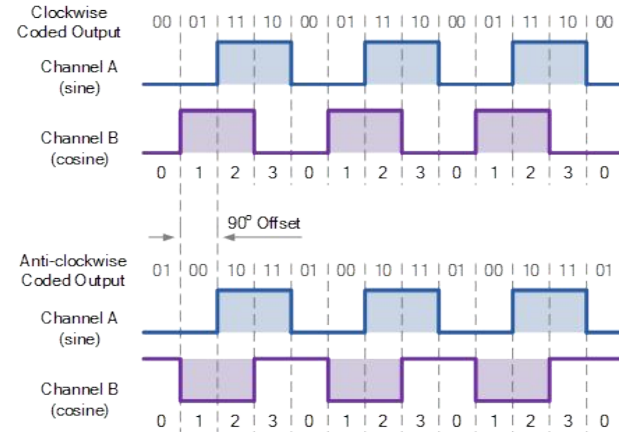 Clockwise
Coded Output
00 01 11 10 00 01 11 10 00 01 11 10 00
Channel A
(sine)
Channel B
(cosine)
0 1 2 3 0 1 2 3 0 1 2 3 0
90° Offset
Anti-clockwise
Coded Output
01 00 10 11 01 00 10 11 01 00 10 11 01
Channel A
(sine)
Channel B
(cosine)
0 1 2 3 0 1 2 3 0 1 2 3 0